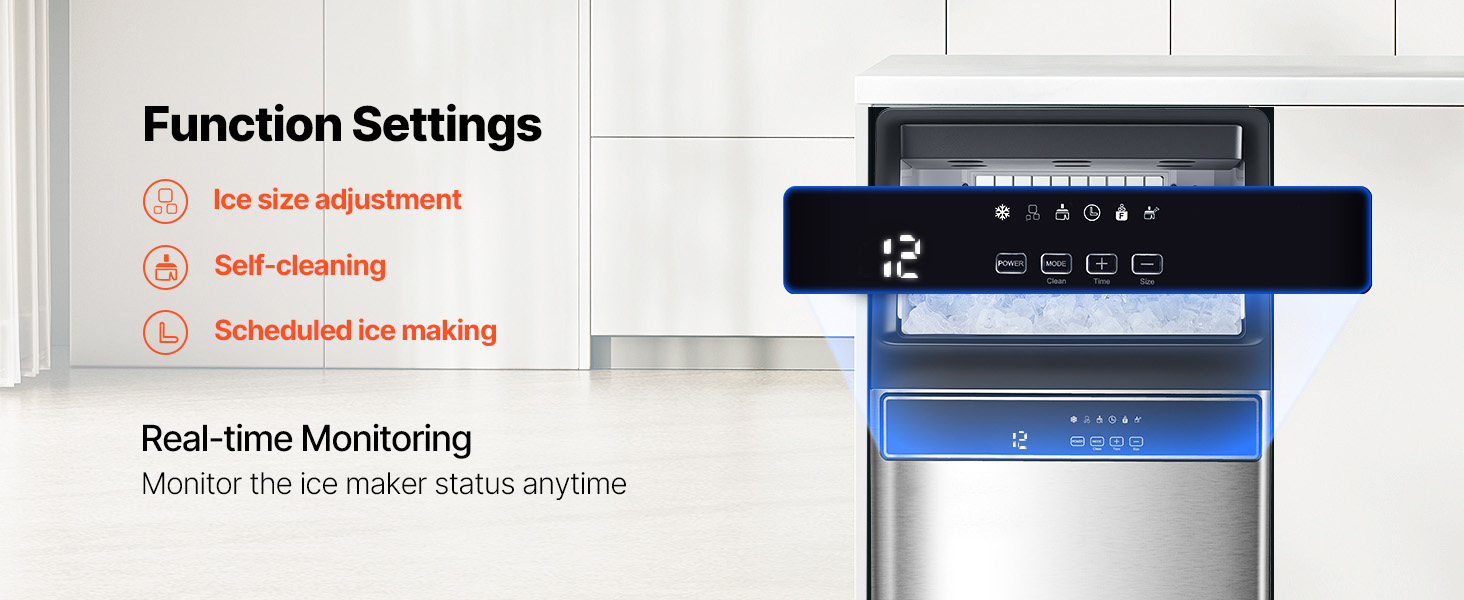 Function Settings
Ice size adjustment
Self-cleaning
Scheduled ice making
Real-time Monitoring
Monitor the ice maker status anytime
F
12
POWER MODE + −
Clean Time Size
12
POWER MODE + −
Clean Time Size